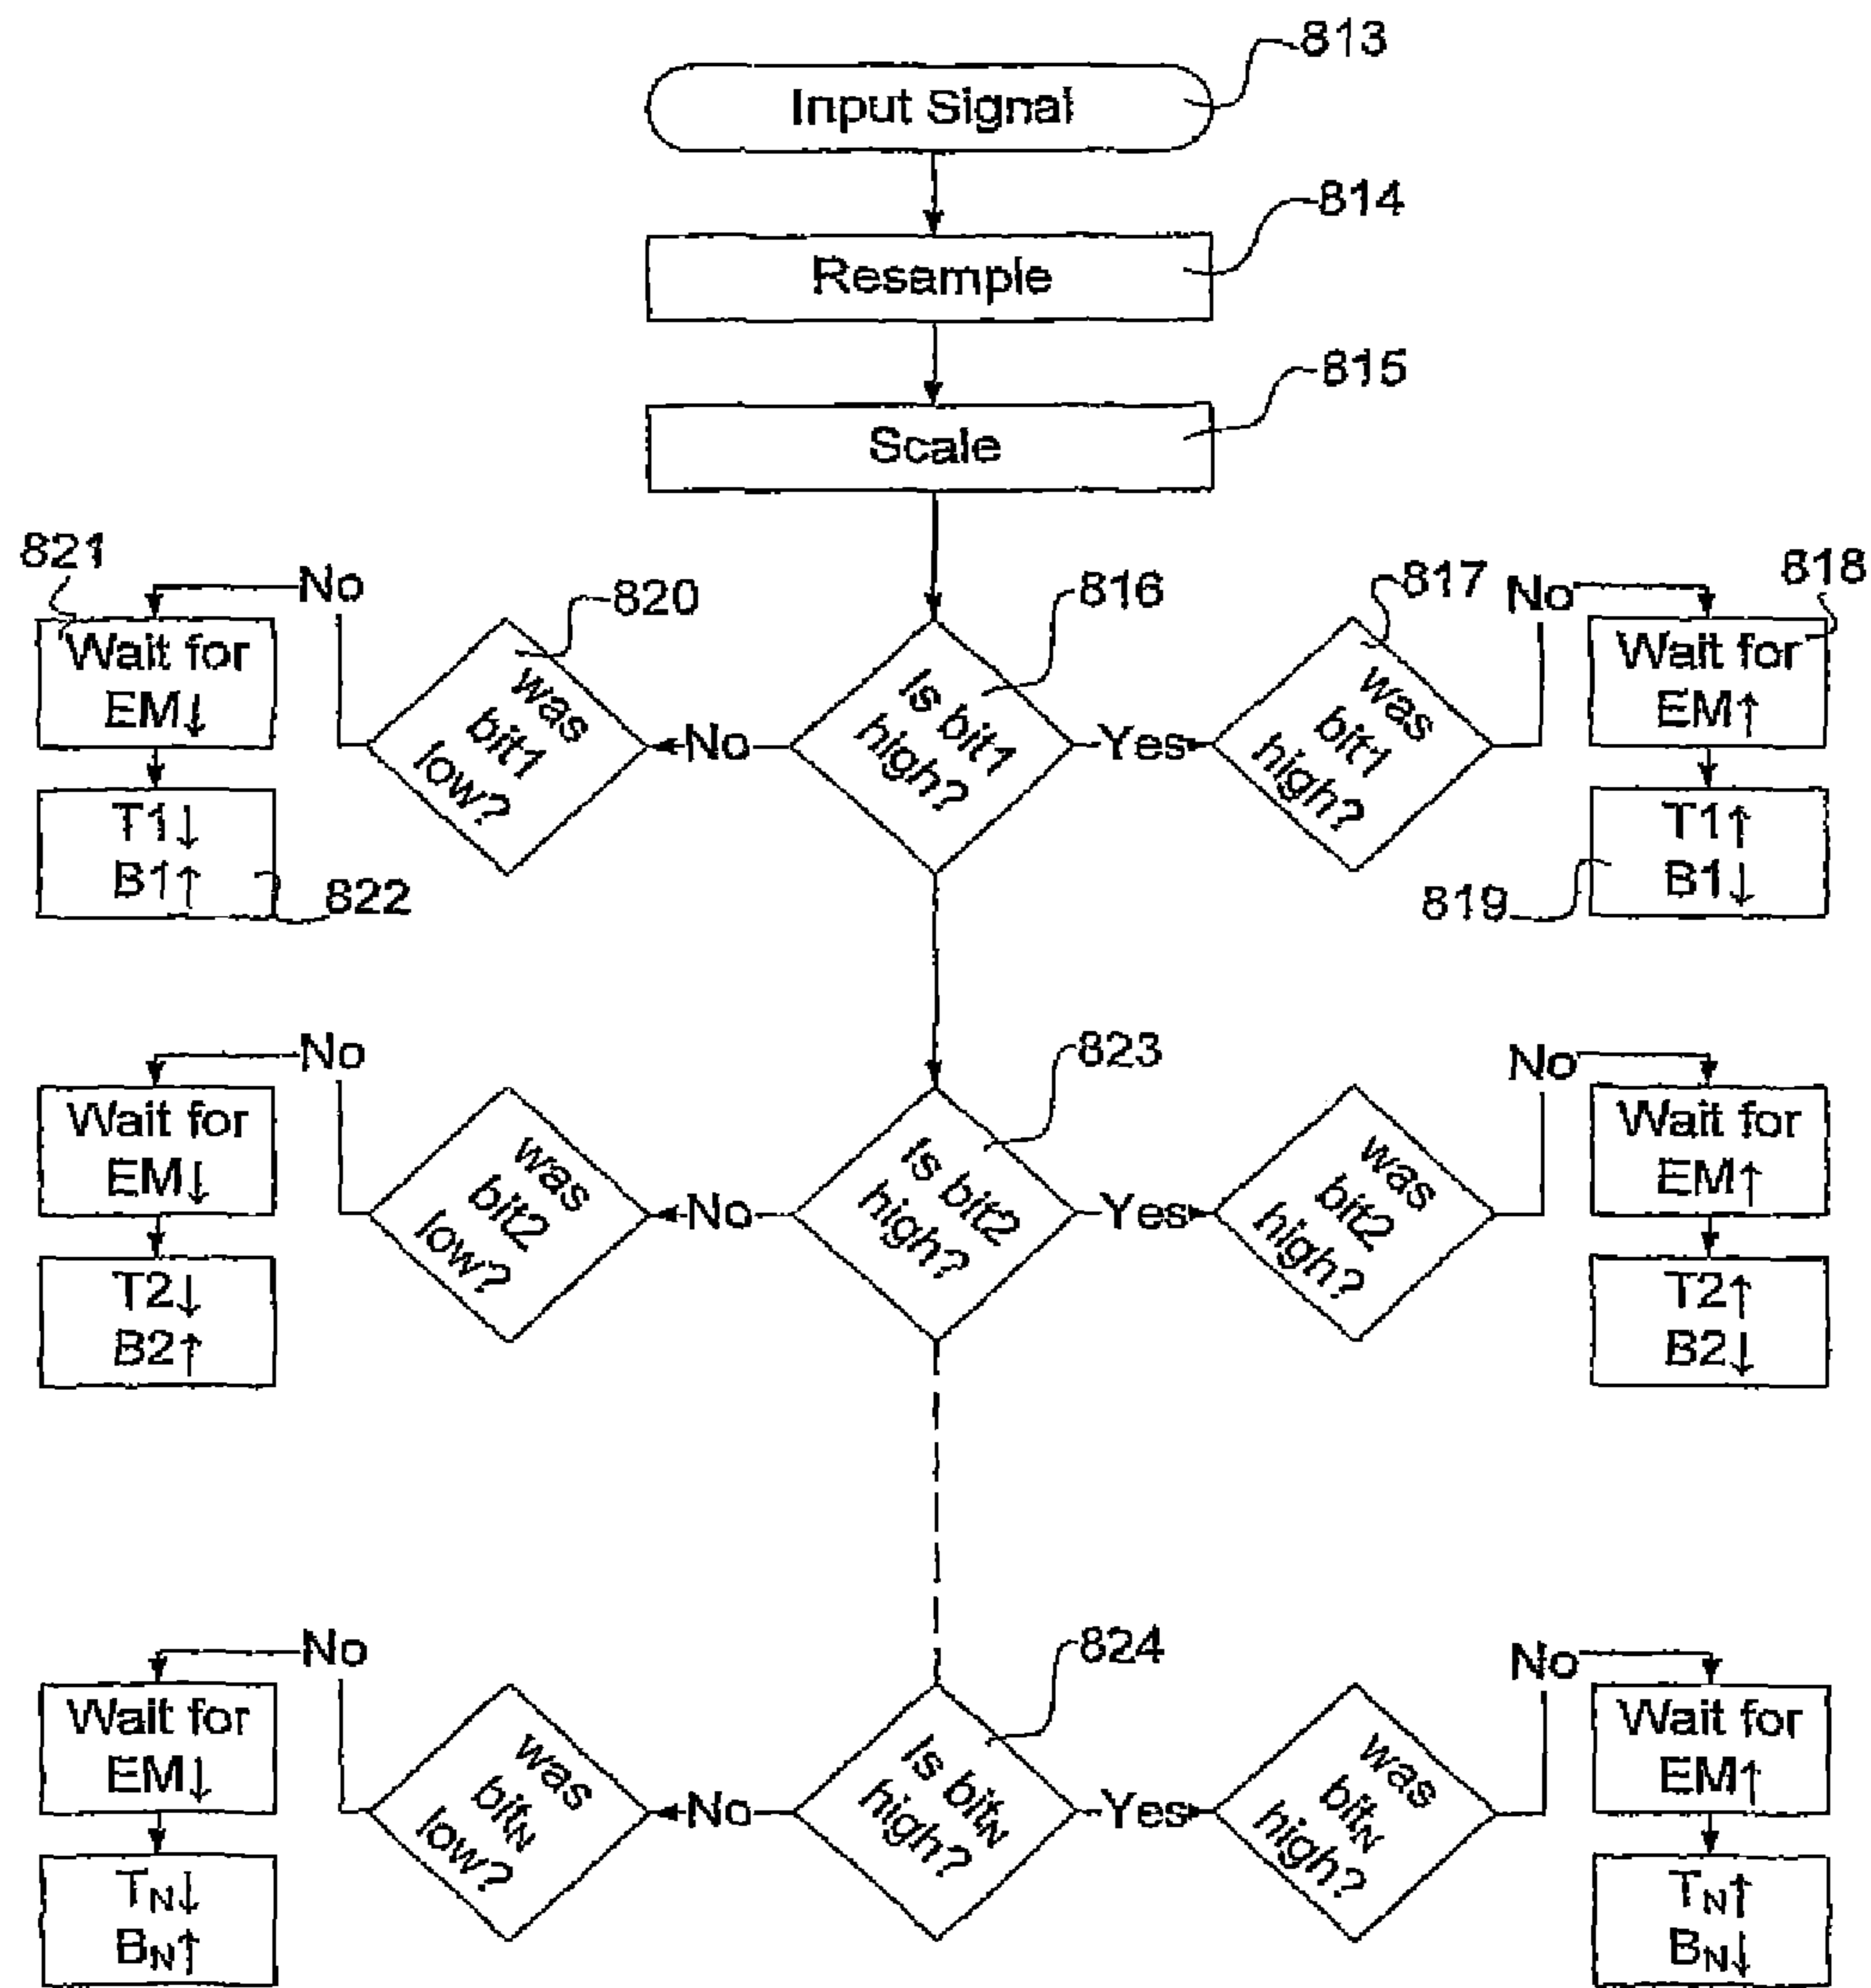 813
Input Signal
814
Resample
815
Scale
821
No
820
816
817
No
818
Wait for
EM↓
was
bit1
low?
No
Is bit1
high?
Yes
was
bit1
high?
Wait for
EM↑
T1↓
B1↑
822
T1↑
B1↓
819
No
823
No
Wait for
EM↓
was
bit2
low?
No
Is bit2
high?
Yes
was
bit2
high?
Wait for
EM↑
T2↓
B2↑
T2↑
B2↓
No
824
No
Wait for
EM↓
was
bitN
low?
No
Is bitN
high?
Yes
was
bitN
high?
Wait for
EM↑
TN↓
BN↑
TN↑
BN↓